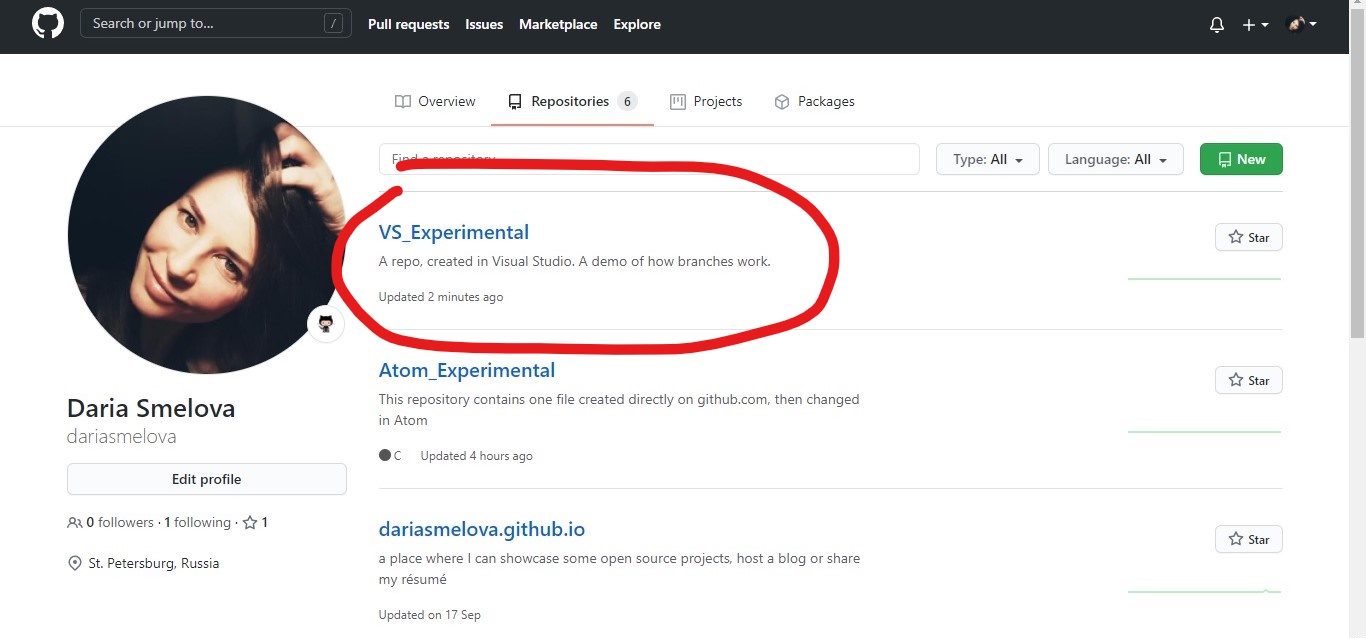 Search or jump to... /
Pull requests Issues Marketplace Explore
Overview Repositories 6 Projects Packages
Find a repository...
Type: All Language: All New
VS_Experimental
Star
A repo, created in Visual Studio. A demo of how branches work.
Updated 2 minutes ago
Atom_Experimental
Star
This repository contains one file created directly on github.com, then changed
in Atom
C Updated 4 hours ago
dariasmelova.github.io
Star
a place where I can showcase some open source projects, host a blog or share
my résumé
Updated on 17 Sep
Daria Smelova
dariasmelova
Edit profile
0 followers · 1 following · 1
St. Petersburg, Russia